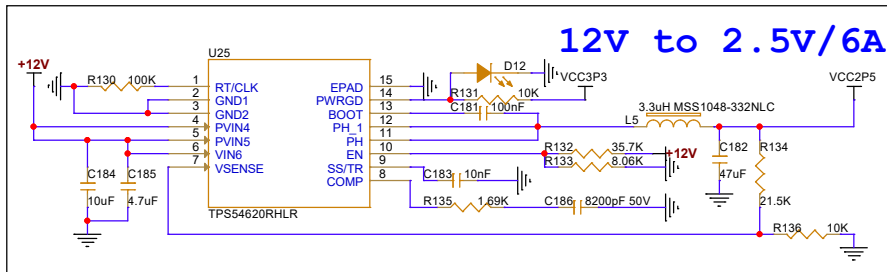 12V to 2.5V/6A
U25
+12V
D12
VCC3P3
VCC2P5
R130 100K
1 RT/CLK
2 GND1
3 GND2
4 PVIN4
5 PVIN5
6 VIN6
7 VSENSE
EPAD 15
PWRGD 14
BOOT 13
PH_1 12
PH 11
EN 10
SS/TR 9
COMP 8
TPS54620RHLR
R131 10K
C181 100nF
L5
3.3uH MSS1048-332NLC
R132 35.7K
+12V
R133 8.06K
C183 10nF
R135 1.69K
C186 8200pF 50V
C184
10uF
C185
4.7uF
C182
47uF
R134
21.5K
R136 10K